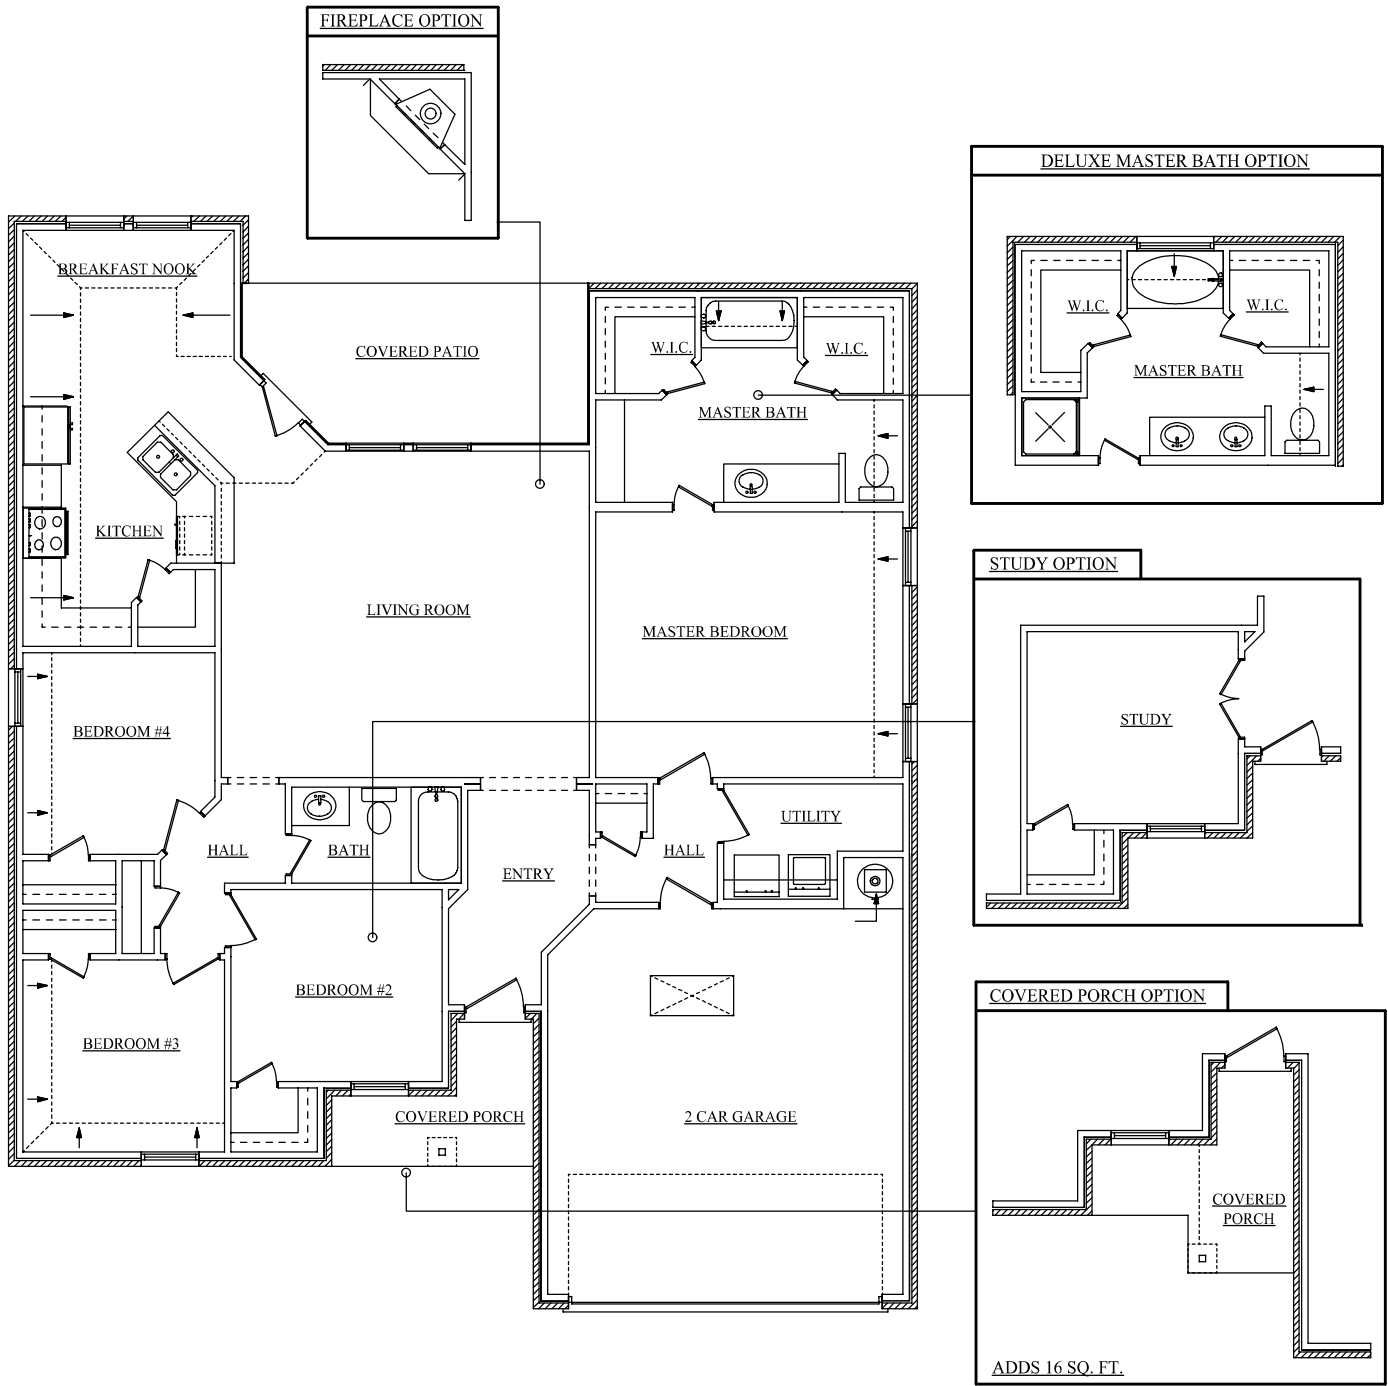 FIREPLACE OPTION
DELUXE MASTER BATH OPTION
W.I.C.
W.I.C.
MASTER BATH
BREAKFAST NOOK
COVERED PATIO
W.I.C.
W.I.C.
MASTER BATH
KITCHEN
STUDY OPTION
STUDY
LIVING ROOM
MASTER BEDROOM
BEDROOM #4
UTILITY
HALL
BATH
HALL
ENTRY
BEDROOM #2
BEDROOM #3
COVERED PORCH
2 CAR GARAGE
COVERED PORCH OPTION
COVERED
PORCH
ADDS 16 SQ. FT.